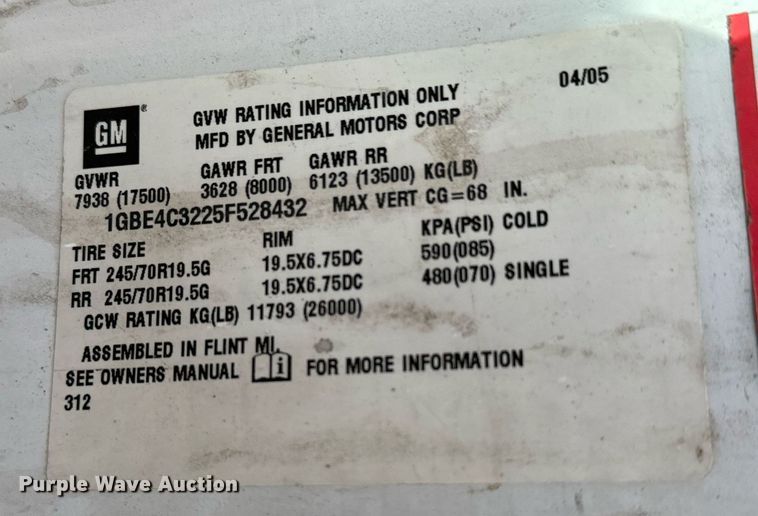 GM®
GVW RATING INFORMATION ONLY 04/05
MFD BY GENERAL MOTORS CORP
GVWR GAWR FRT GAWR RR
7938 (17500) 3628 (8000) 6123 (13500) KG(LB)
1GBE4C3225F528432 MAX VERT CG=68 IN.
TIRE SIZE RIM KPA(PSI) COLD
FRT 245/70R19.5G 19.5X6.75DC 590(085)
RR 245/70R19.5G 19.5X6.75DC 480(070) SINGLE
GCW RATING KG(LB) 11793 (26000)
ASSEMBLED IN FLINT MI.
SEE OWNERS MANUAL i FOR MORE INFORMATION
312
Purple Wave Auction